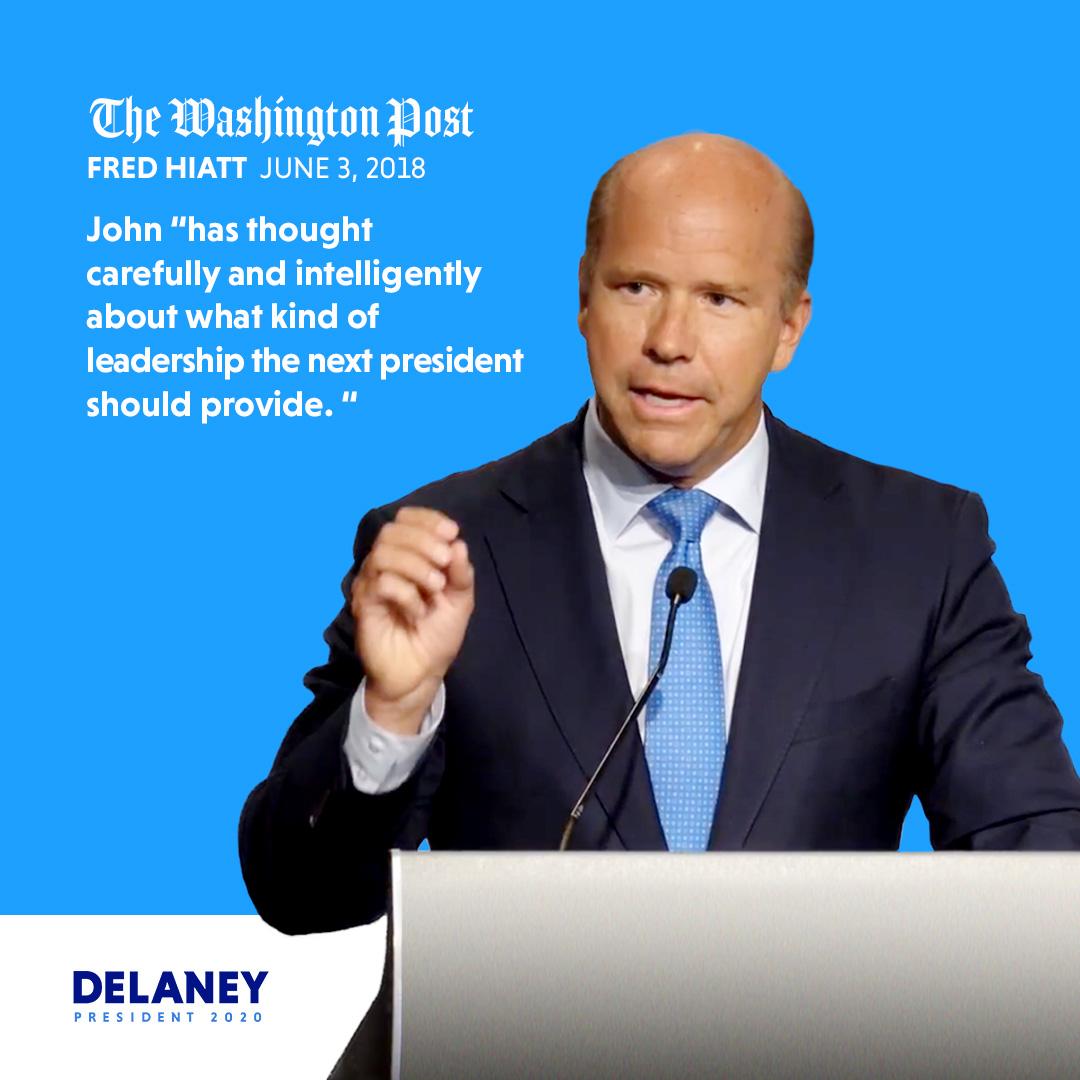 The Washington Post
FRED HIATT JUNE 3, 2018
John “has thought
carefully and intelligently
about what kind of
leadership the next president
should provide. “
DELANEY
PRESIDENT 2020